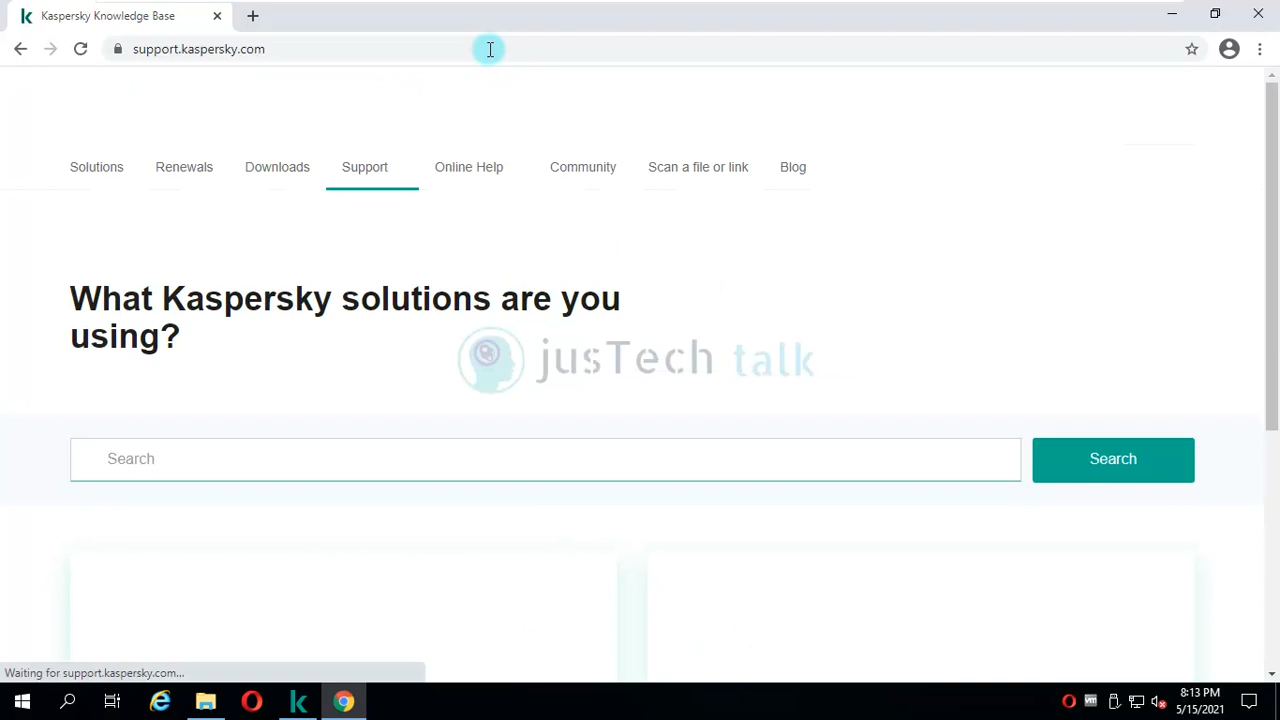 Kaspersky Knowledge Base
support.kaspersky.com
Solutions Renewals Downloads Support Online Help Community Scan a file or link Blog
What Kaspersky solutions are you
using?
jusTech talk
Search Search
Waiting for support.kaspersky.com...
vm
8:13 PM
5/15/2021